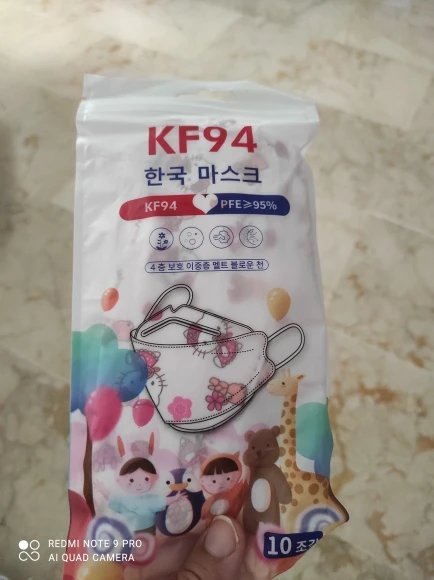 KF94
한국 마스크
KF94 PFE≥95%
4 층 보호 이중층 멜트 블로운 천
10 조각
REDMI NOTE 9 PRO
AI QUAD CAMERA